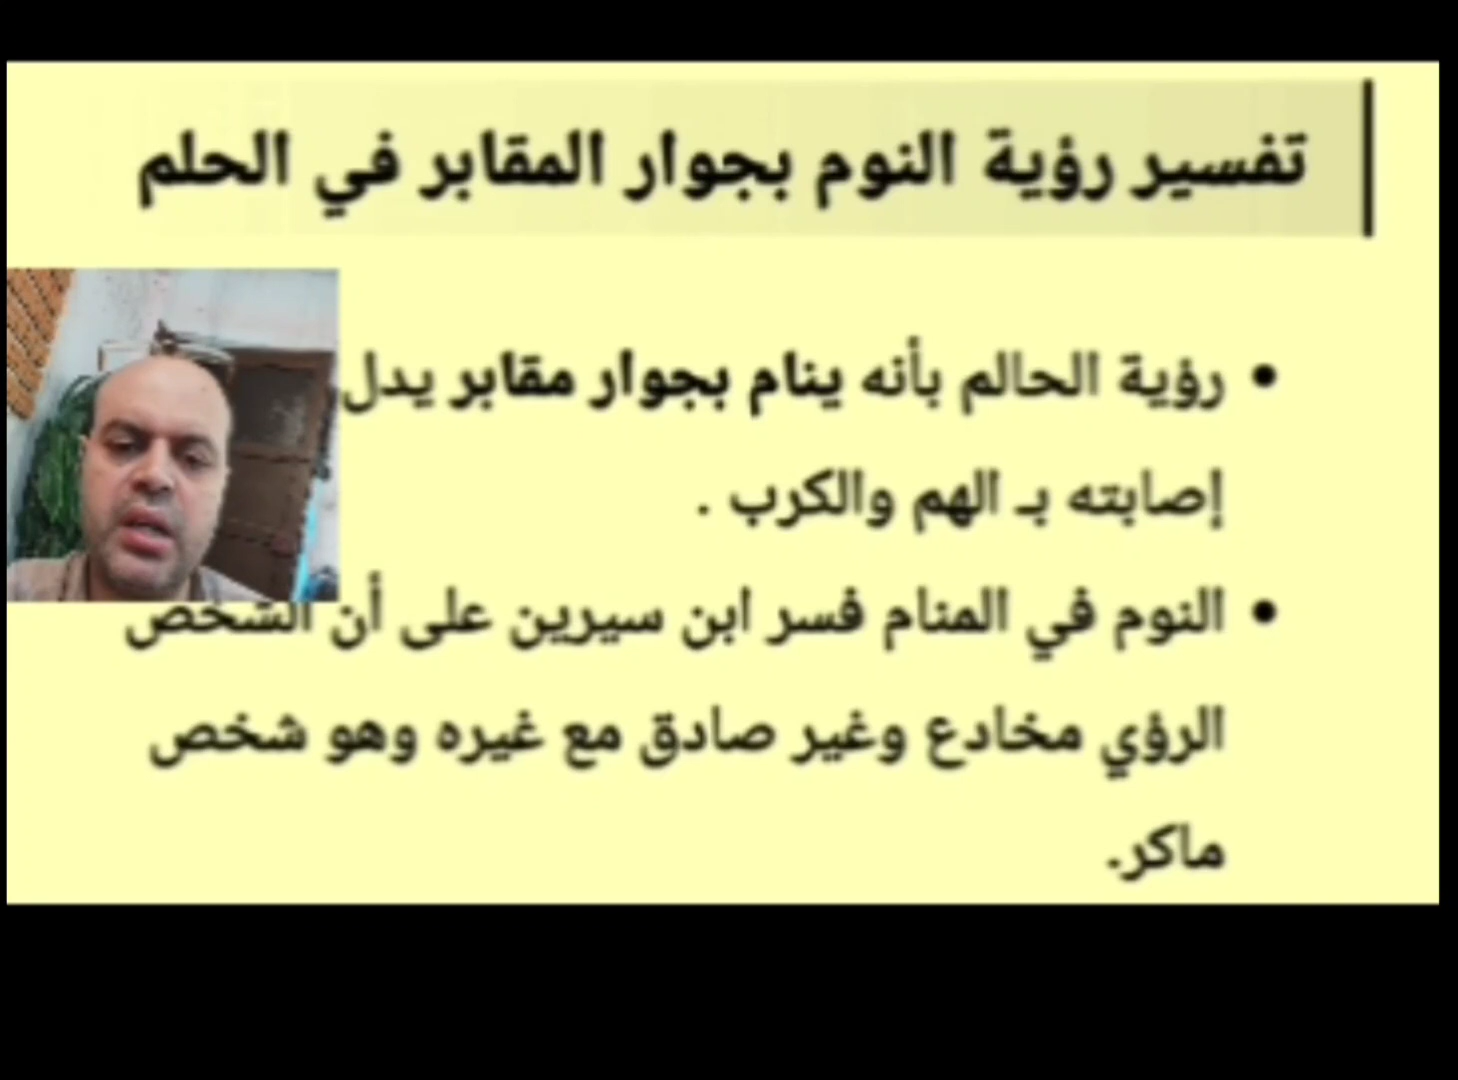 تفسير رؤية النوم بجوار المقابر في الحلم
• رؤية الحالم بأنه ينام بجوار مقابر يدل
إصابته بـ الهم والكرب .
• النوم في المنام فسر ابن سيرين على أن الشخص
الرؤي مخادع وغير صادق مع غيره وهو شخص
ماكر.